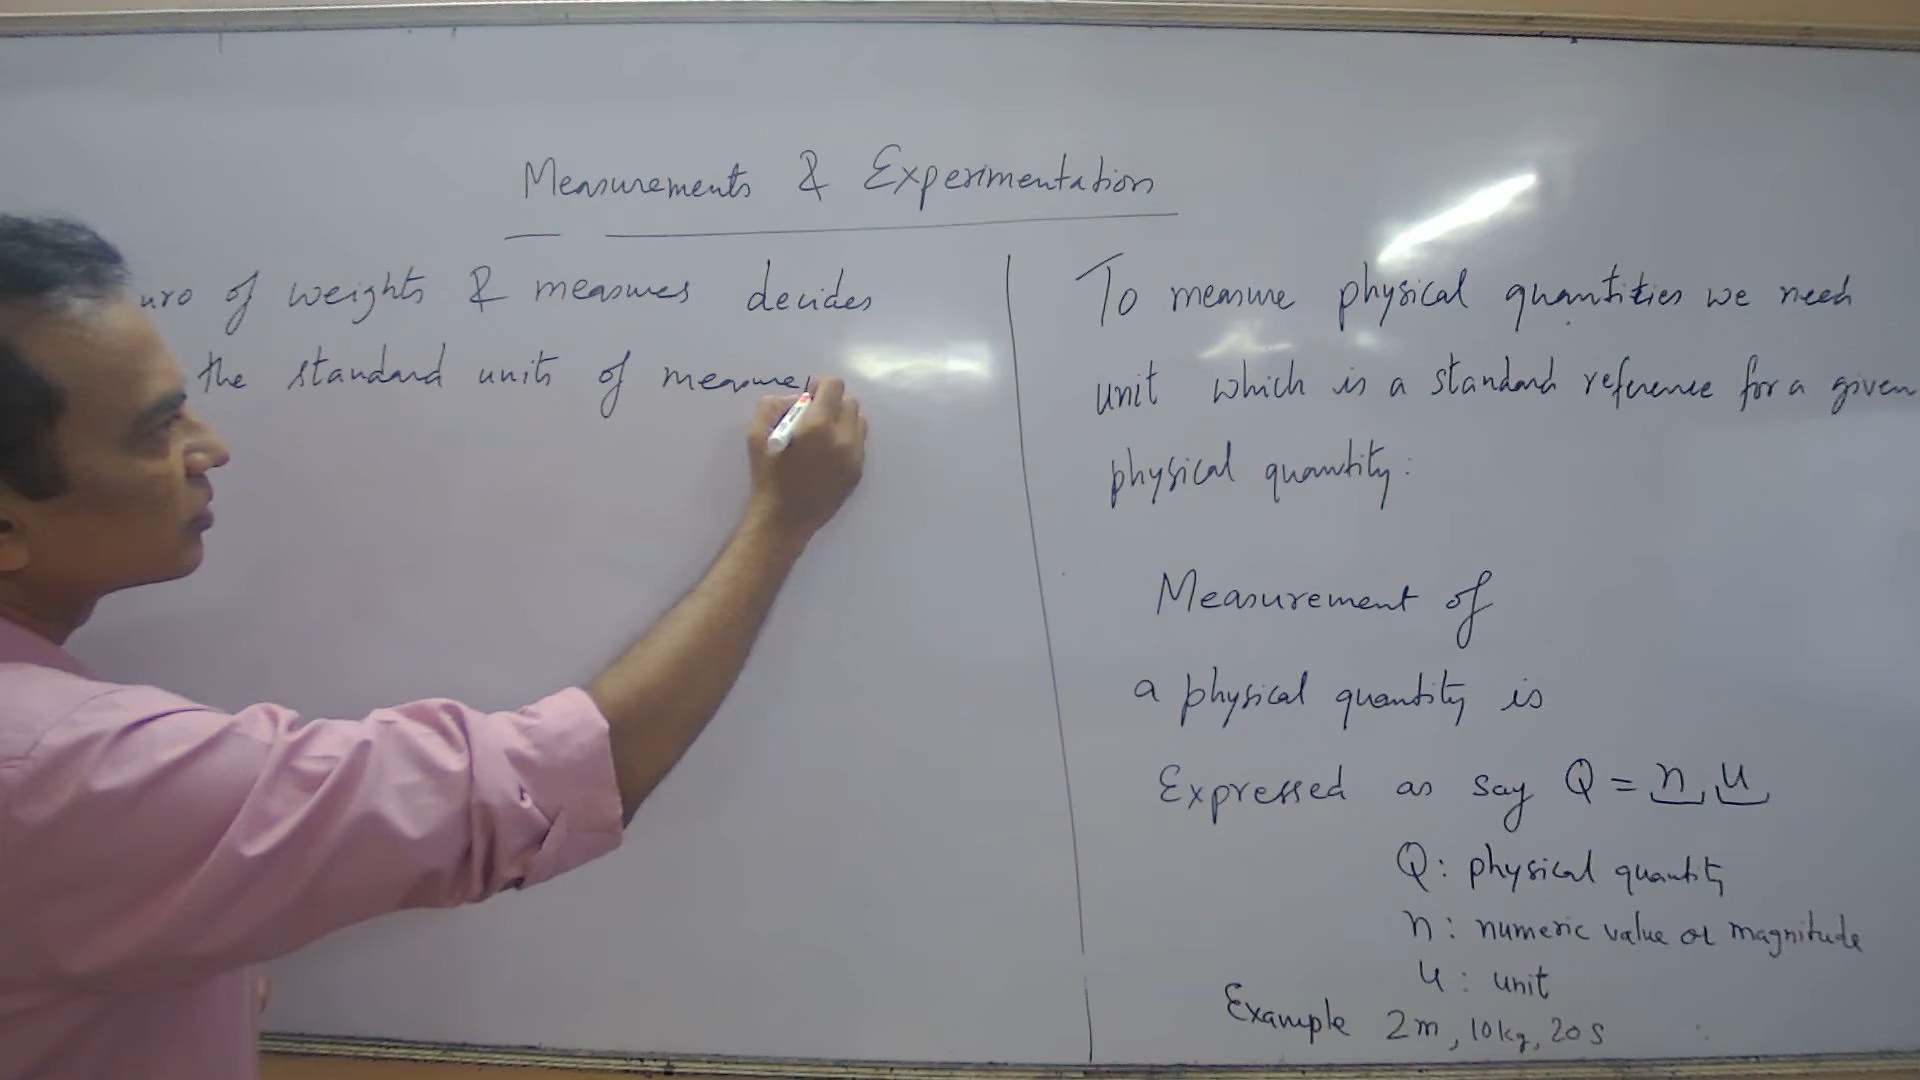 Measurements & Experimentation
of weights & measures decides
the standard units of
To measure physical quantities we need
unit which is a standard reference for a given
physical quantity:
Measurement of
a physical quantity is
Expressed as say Q = n u
Q: physical quantity
n: numeric value or magnitude
u: unit
Example 2m, 10kg, 20s